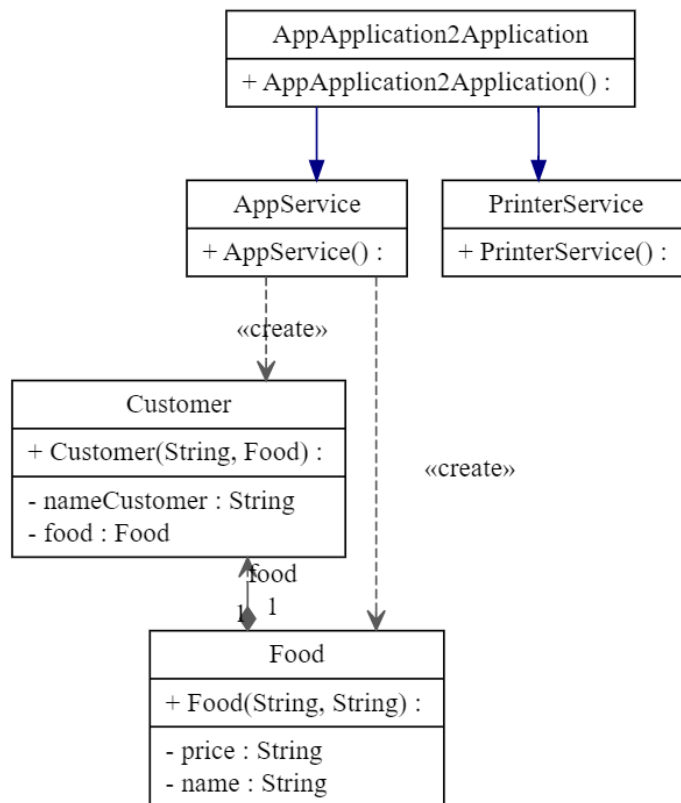 AppApplication2Application
+ AppApplication2Application() :
AppService
+ AppService() :
PrinterService
+ PrinterService() :
«create»
Customer
+ Customer(String, Food) :
- nameCustomer : String
- food : Food
«create»
food
1
1
Food
+ Food(String, String) :
- price : String
- name : String